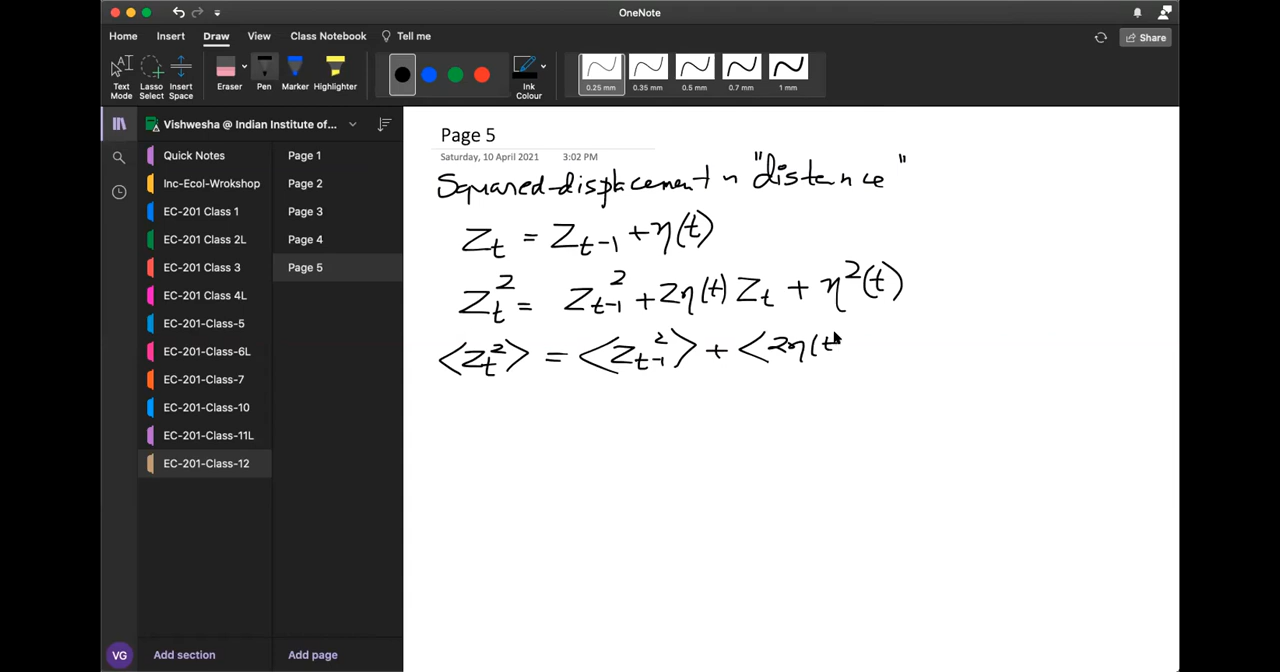 OneNote
Home Insert Draw View Class Notebook Tell me
Share
Text Mode Lasso Select Insert Space Eraser Pen Marker Highlighter Ink Colour 0.25 mm 0.35 mm 0.5 mm 0.7 mm 1 mm
Vishwesha @ Indian Institute of...
Quick Notes
Inc-Ecol-Wrokshop
EC-201 Class 1
EC-201 Class 2L
EC-201 Class 3
EC-201 Class 4L
EC-201-Class-5
EC-201-Class-6L
EC-201-Class-7
EC-201-Class-10
EC-201-Class-11L
EC-201-Class-12
Page 1
Page 2
Page 3
Page 4
Page 5
Page 5
Saturday, 10 April 2021 3:02 PM
Squared-displacement ~ "distance"
Z_t = Z_{t-1} + η(t)
Z_t^2 = Z_{t-1}^2 + 2η(t) Z_t + η^2(t)
<Z_t^2> = <Z_{t-1}^2> + <2η(t
VG
Add section
Add page